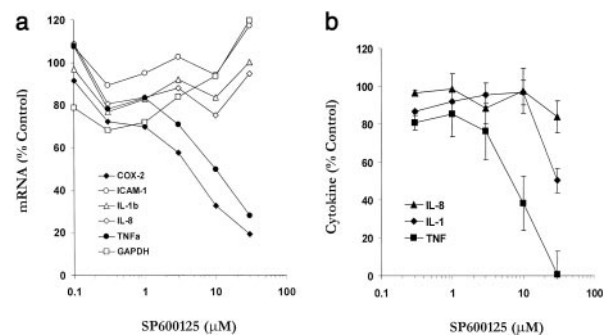 a
mRNA (% Control)
120
100
80
60
40
20
0
COX-2
ICAM-1
IL-1b
IL-8
TNFa
GAPDH
0.1
1
10
100
SP600125 (µM)
b
Cytokine (% Control)
120
100
80
60
40
20
0
IL-8
IL-1
TNF
0.1
1
10
100
SP600125 (µM)